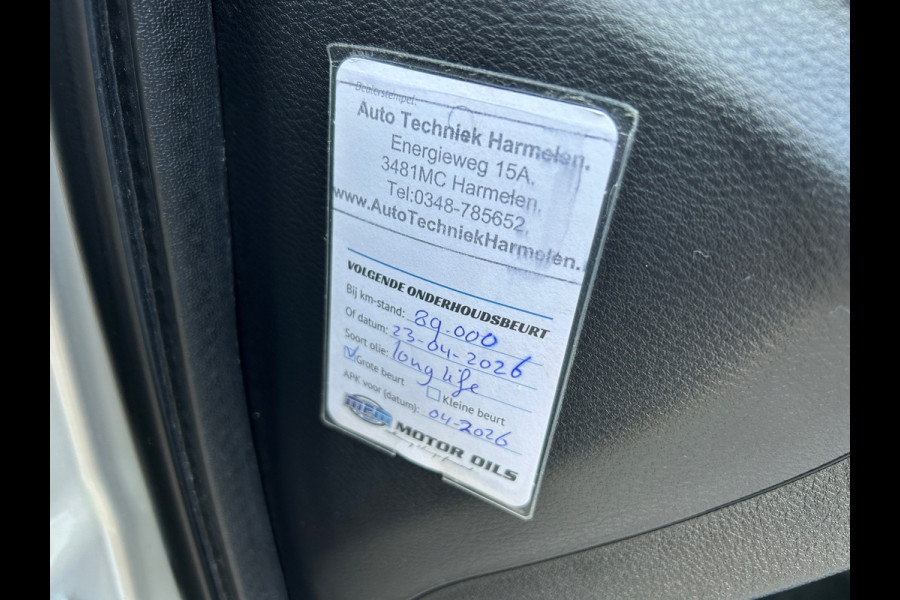 Dealerstempel:
Auto Techniek Harmelen.
Energieweg 15A.
3481MC Harmelen.
Tel:0348-785652.
www.AutoTechniekHarmelen.
VOLGENDE ONDERHOUDSBEURT
Bij km-stand: 89.000
Of datum: 23-04-2026
Soort olie: long life
Grote beurt Kleine beurt
APK voor (datum): 04-2026
MPM MOTOR OILS